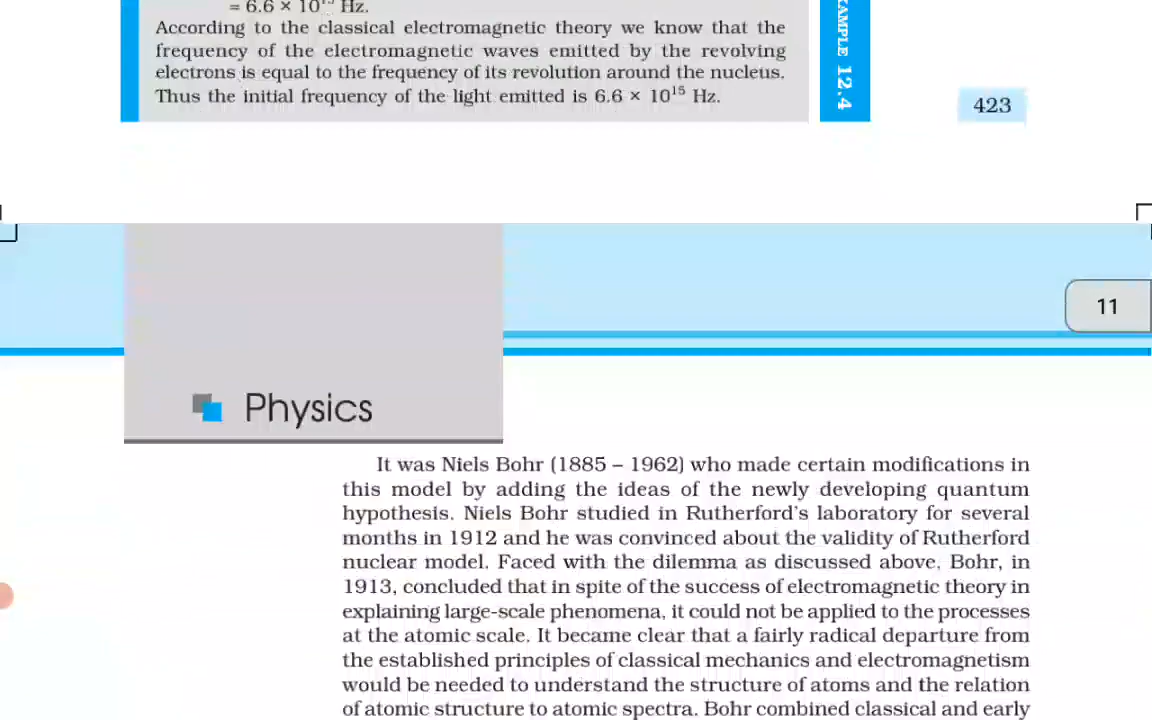 = 6.6 × 10¹⁵ Hz.
According to the classical electromagnetic theory we know that the
frequency of the electromagnetic waves emitted by the revolving
electrons is equal to the frequency of its revolution around the nucleus.
Thus the initial frequency of the light emitted is 6.6 × 10¹⁵ Hz.
EXAMPLE 12.4
423
11
Physics
It was Niels Bohr (1885 – 1962) who made certain modifications in
this model by adding the ideas of the newly developing quantum
hypothesis. Niels Bohr studied in Rutherford’s laboratory for several
months in 1912 and he was convinced about the validity of Rutherford
nuclear model. Faced with the dilemma as discussed above, Bohr, in
1913, concluded that in spite of the success of electromagnetic theory in
explaining large-scale phenomena, it could not be applied to the processes
at the atomic scale. It became clear that a fairly radical departure from
the established principles of classical mechanics and electromagnetism
would be needed to understand the structure of atoms and the relation
of atomic structure to atomic spectra. Bohr combined classical and early